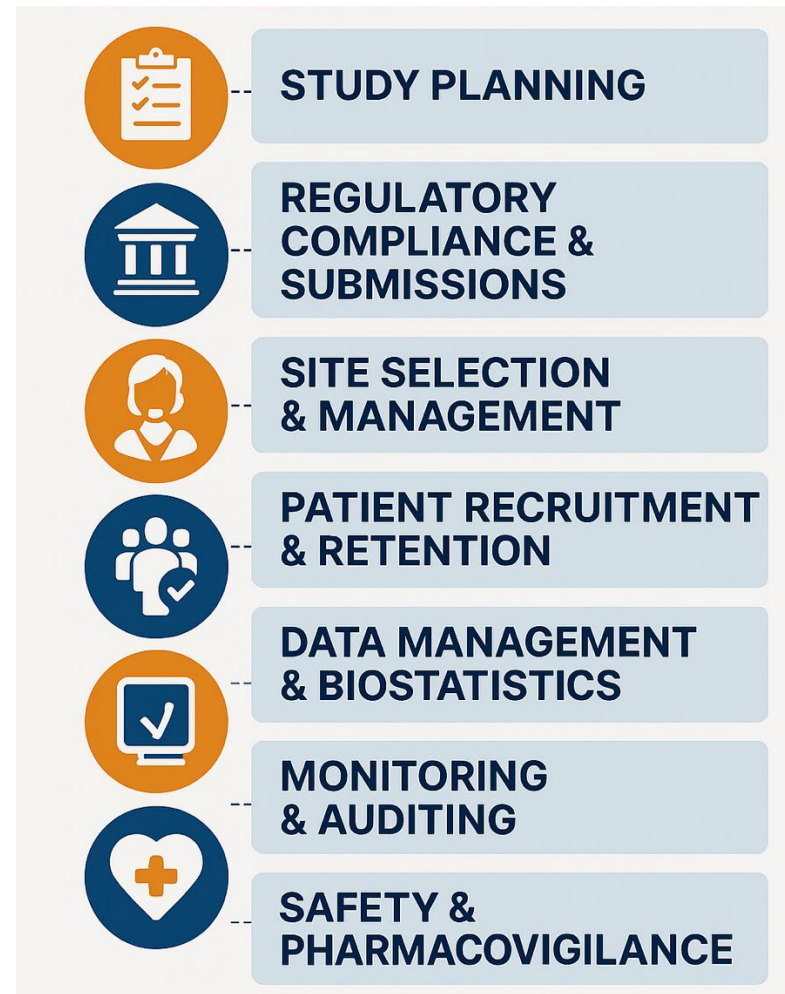 STUDY PLANNING
REGULATORY
COMPLIANCE &
SUBMISSIONS
SITE SELECTION
& MANAGEMENT
PATIENT RECRUITMENT
& RETENTION
DATA MANAGEMENT
& BIOSTATISTICS
MONITORING
& AUDITING
SAFETY &
PHARMACOVIGILANCE